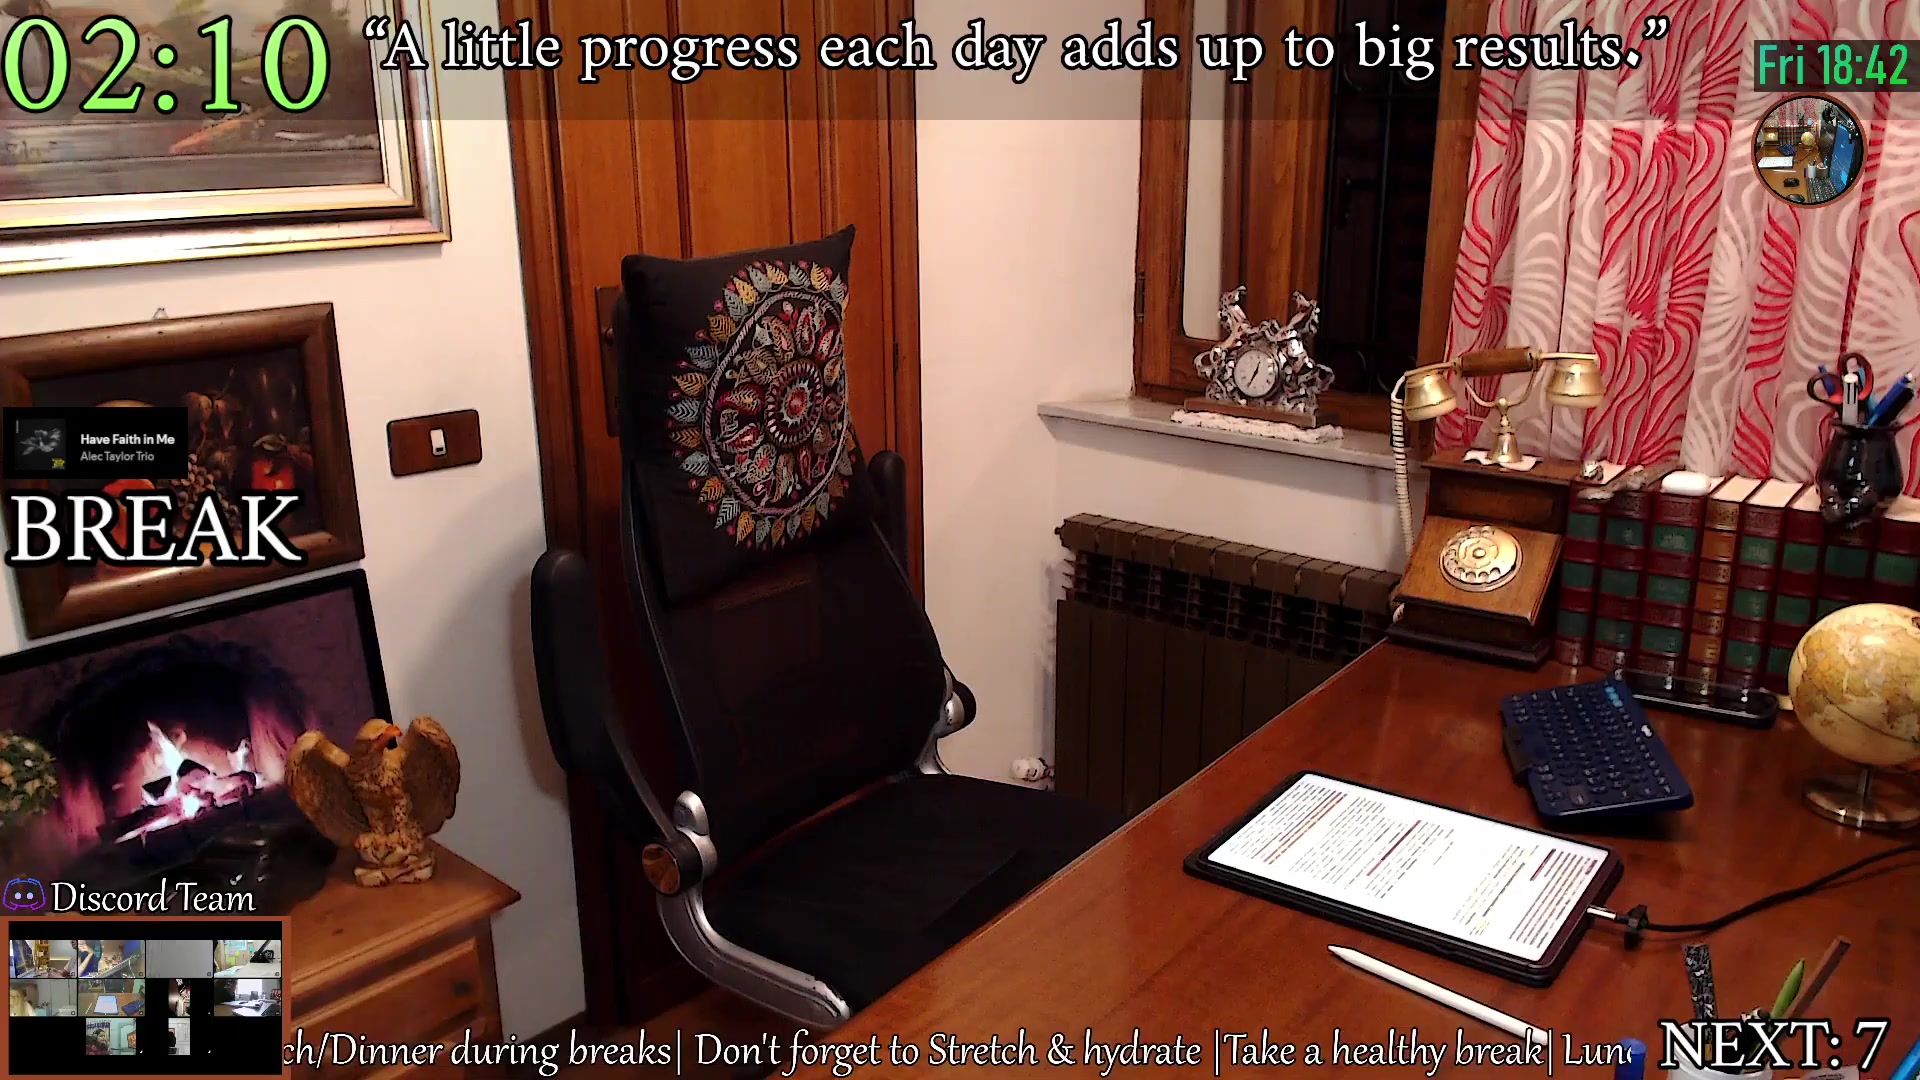 02:10
“A little progress each day adds up to big results.”
Fri 18:42
Have Faith in Me
Alec Taylor Trio
BREAK
Discord Team
ch/Dinner during breaks| Don't forget to Stretch & hydrate |Take a healthy break| Lunc
NEXT: 7